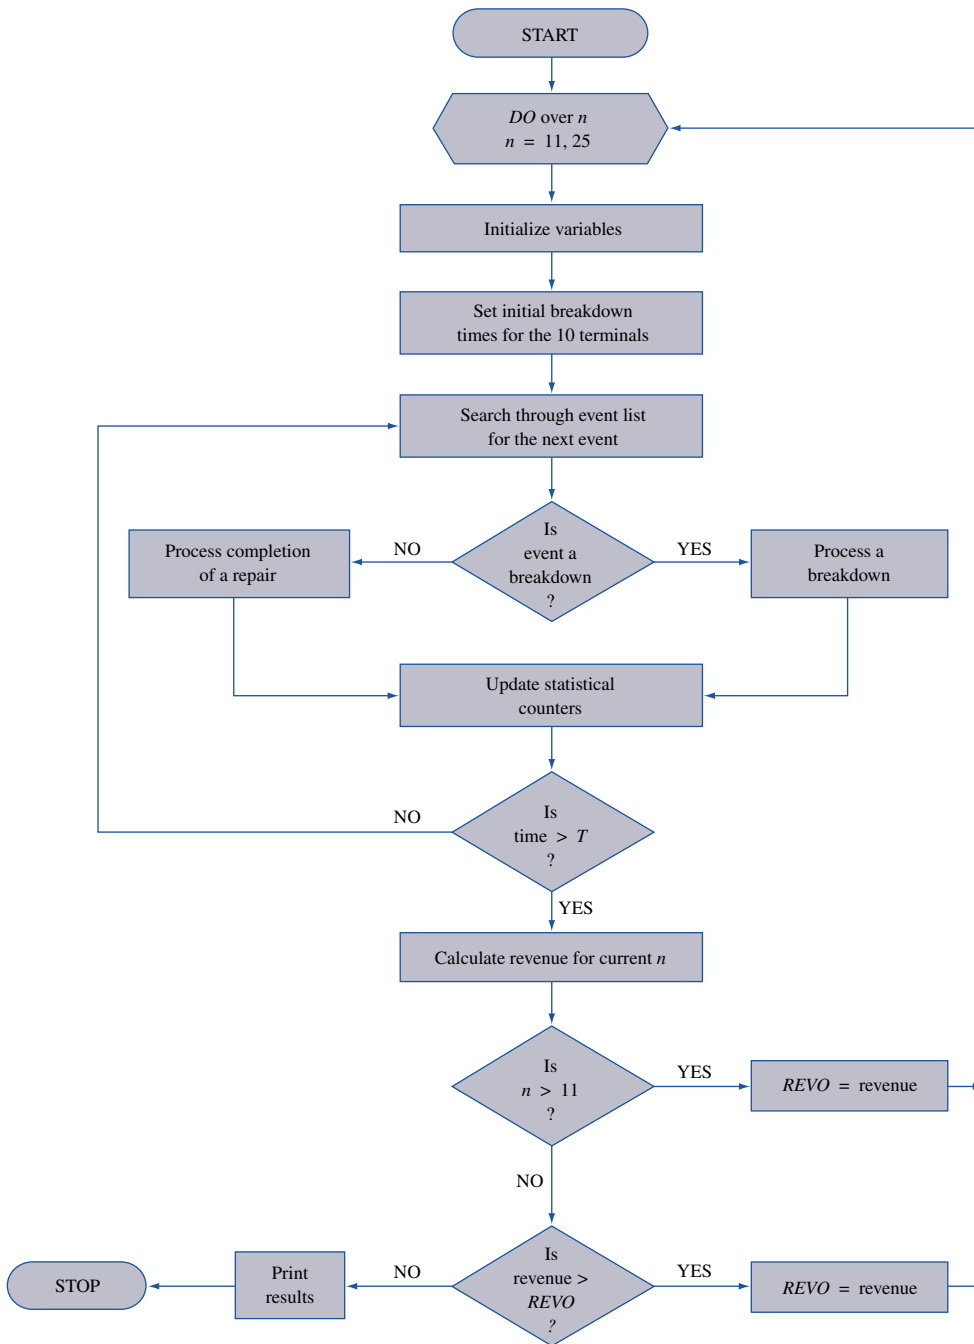 START
DO over n
n = 11, 25
Initialize variables
Set initial breakdown
times for the 10 terminals
Search through event list
for the next event
Is
event a
breakdown
?
NO
YES
Process completion
of a repair
Process a
breakdown
Update statistical
counters
Is
time > T
?
NO
YES
Calculate revenue for current n
Is
n > 11
?
YES
REVO = revenue
NO
Is
revenue >
REVO
?
NO
YES
Print
results
STOP
REVO = revenue